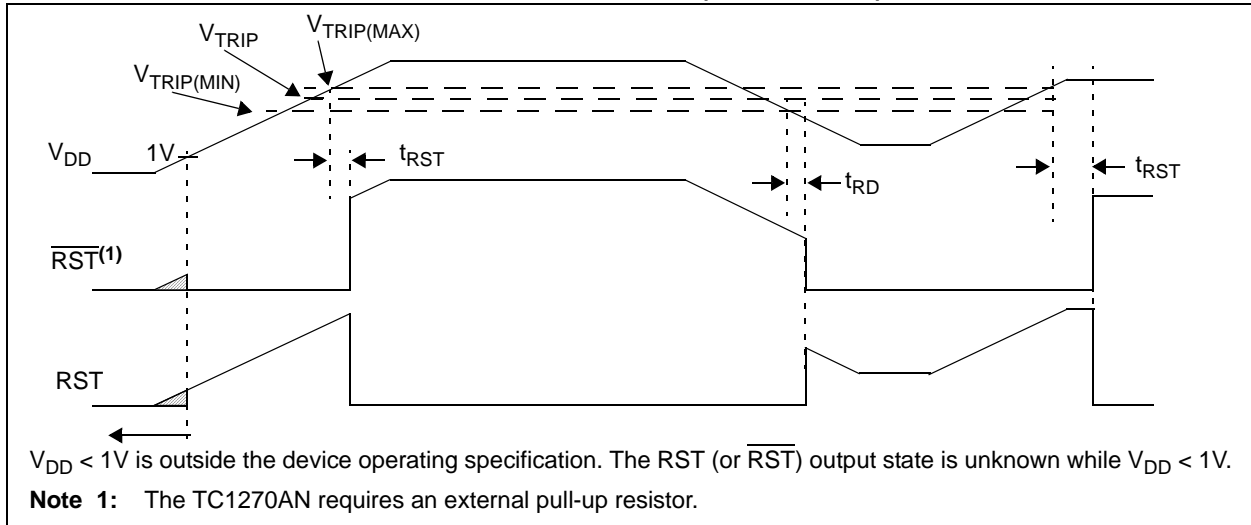 V_TRIP(MAX)
V_TRIP
V_TRIP(MIN)
V_DD
1V
t_RST
t_RD
t_RST
R̅S̅T̅(1)
RST
V_DD < 1V is outside the device operating specification. The RST (or R̅S̅T̅) output state is unknown while V_DD < 1V.
Note 1: The TC1270AN requires an external pull-up resistor.